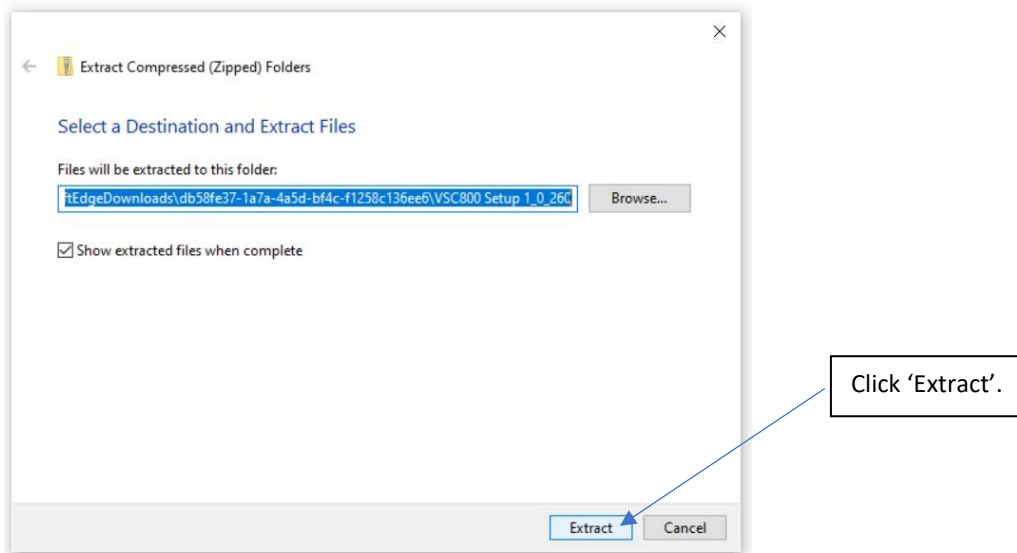 Extract Compressed (Zipped) Folders
Select a Destination and Extract Files
Files will be extracted to this folder:
ftEdgeDownloads\db58fe37-1a7a-4a5d-bf4c-f1258c136ee6\VSC800 Setup 1_0_260 Browse...
Show extracted files when complete
Click ‘Extract’.
Extract Cancel